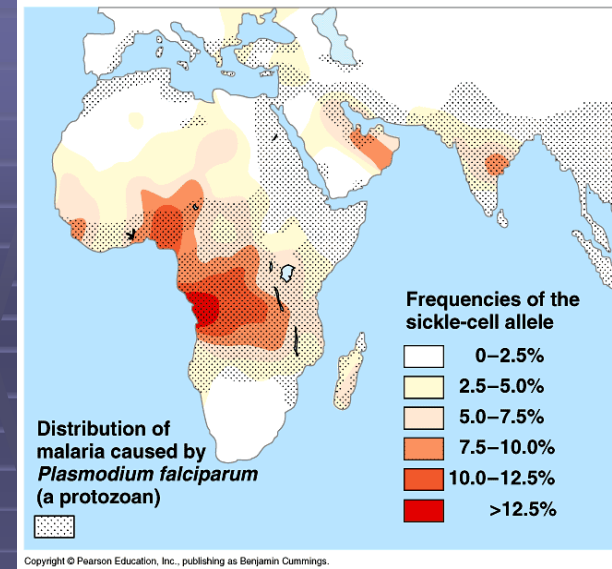 Frequencies of the
sickle-cell allele
0–2.5%
2.5–5.0%
5.0–7.5%
7.5–10.0%
10.0–12.5%
>12.5%
Distribution of
malaria caused by
Plasmodium falciparum
(a protozoan)
Copyright © Pearson Education, Inc., publishing as Benjamin Cummings.